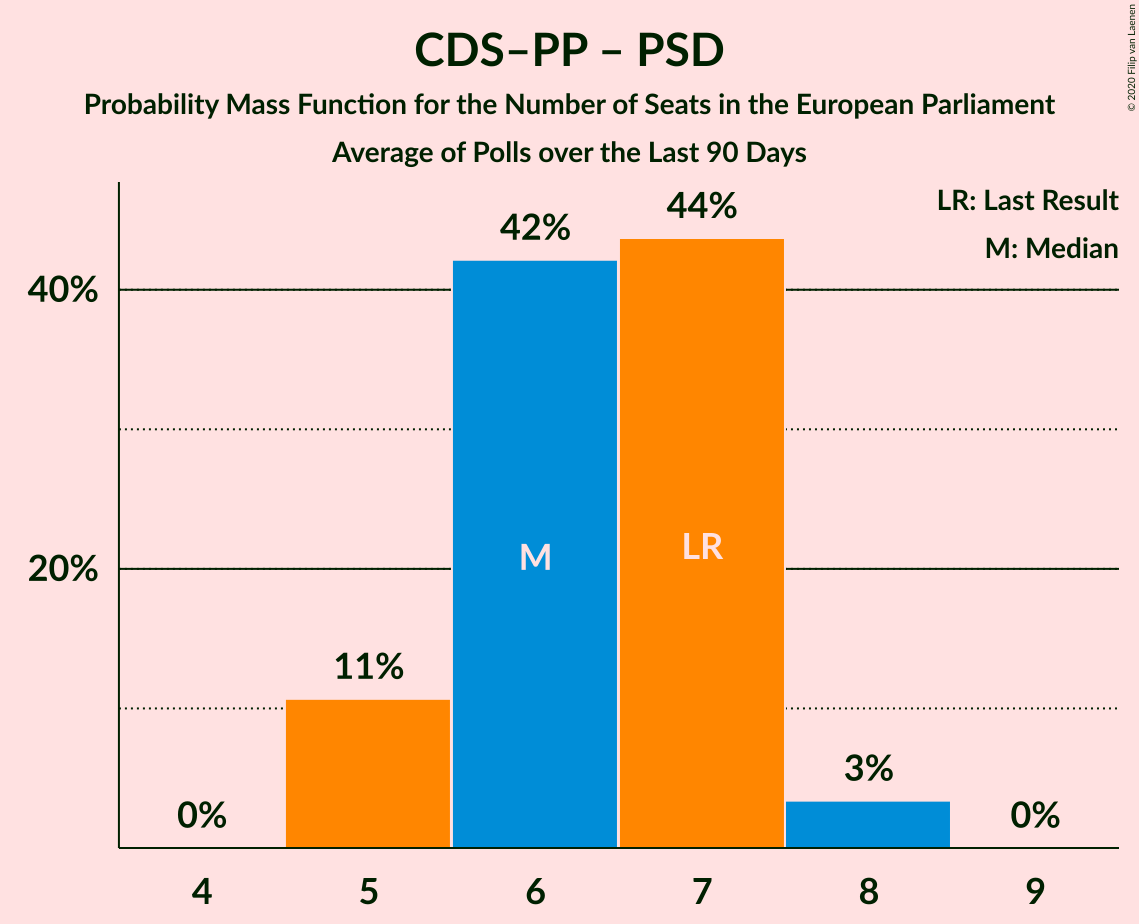 CDS–PP – PSD
Probability Mass Function for the Number of Seats in the European Parliament
Average of Polls over the Last 90 Days
© 2020 Filip van Laenen
LR: Last Result
M: Median
44%
42%
40%
LR
M
20%
11%
3%
0%
0%
4
5
6
7
8
9